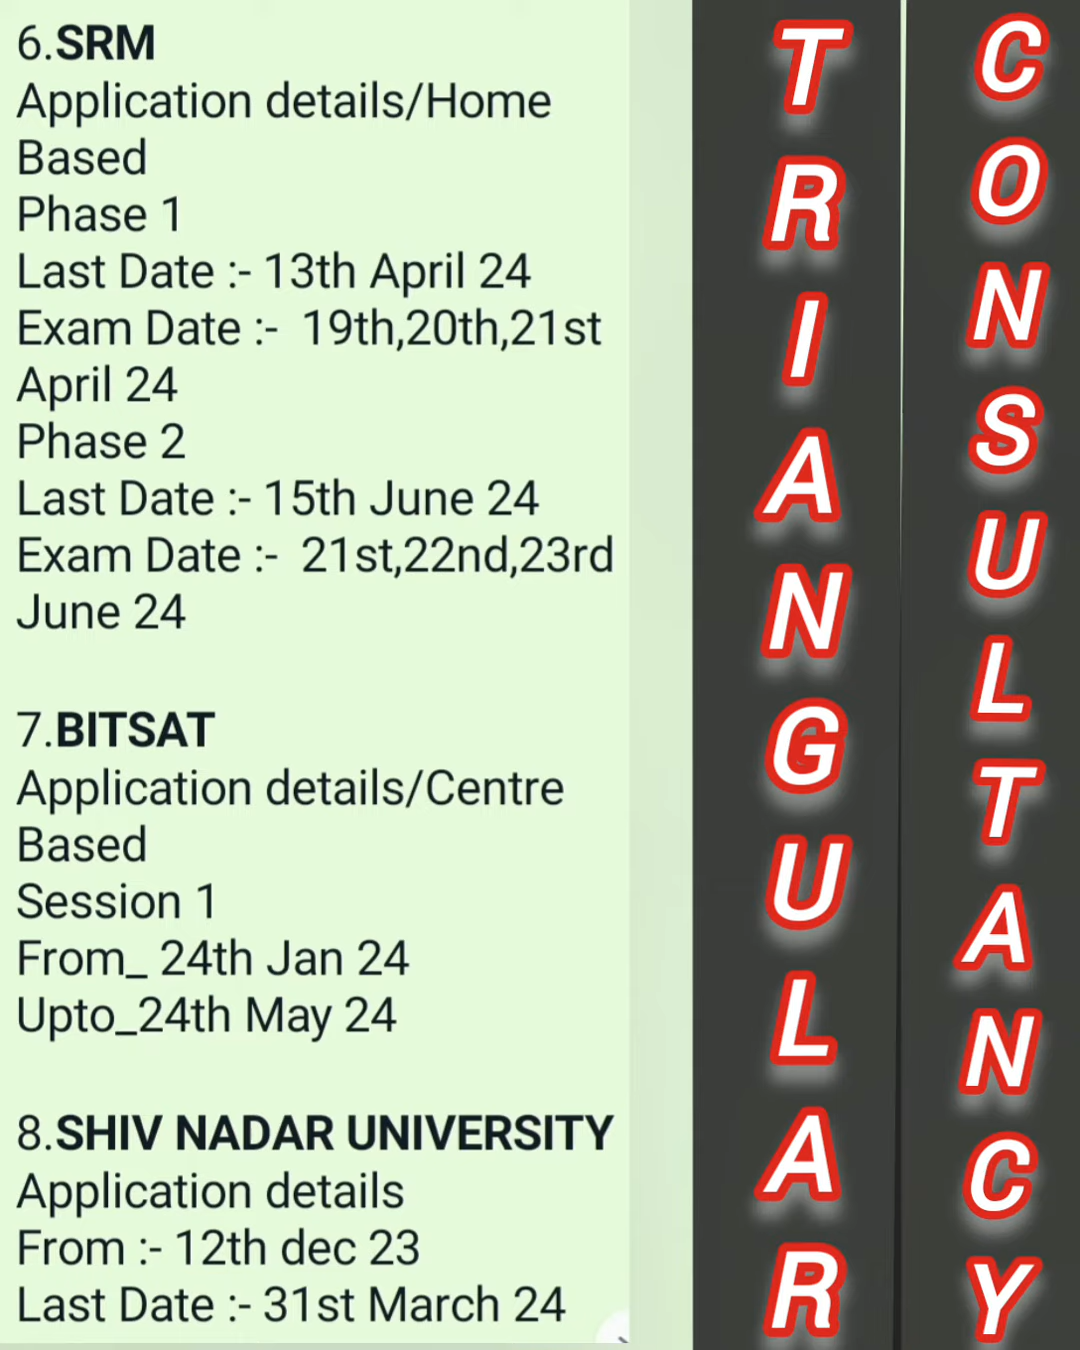 6.SRM
Application details/Home
Based
Phase 1
Last Date :- 13th April 24
Exam Date :-  19th,20th,21st
April 24
Phase 2
Last Date :- 15th June 24
Exam Date :-  21st,22nd,23rd
June 24
7.BITSAT
Application details/Centre
Based
Session 1
From_ 24th Jan 24
Upto_24th May 24
8.SHIV NADAR UNIVERSITY
Application details
From :- 12th dec 23
Last Date :- 31st March 24
TRIANGULAR
CONSULTANCY